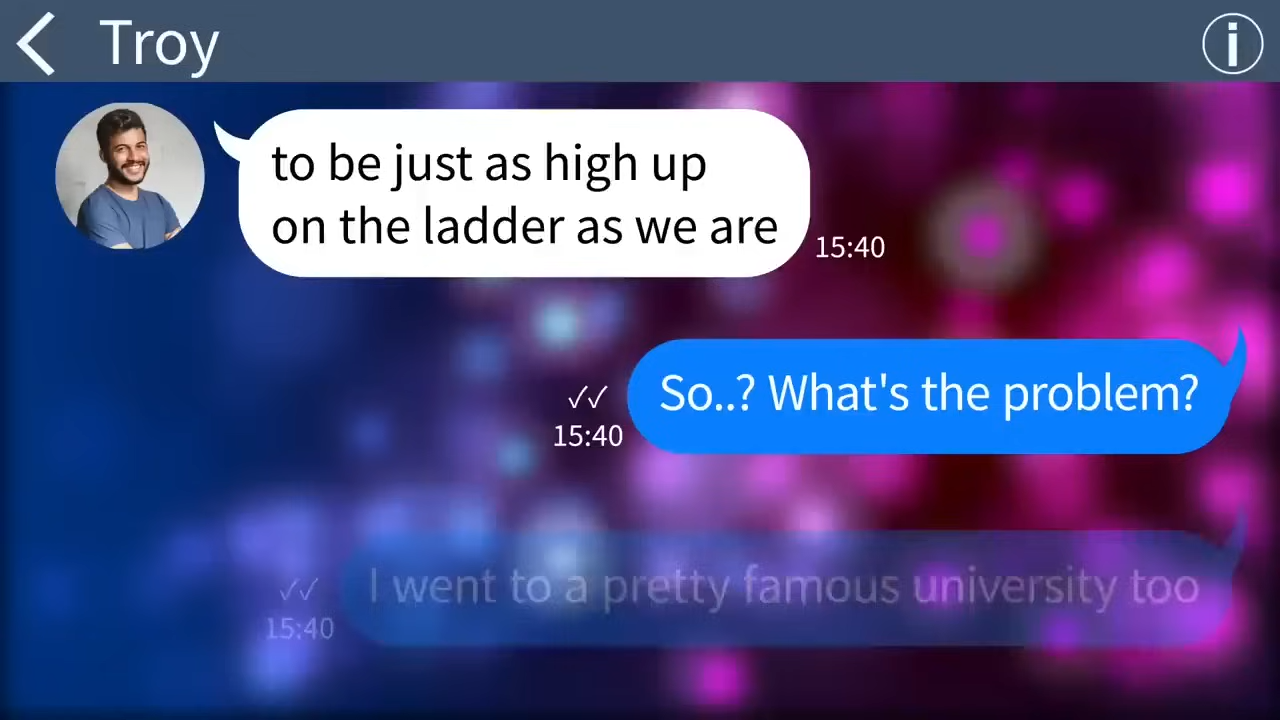 Troy
to be just as high up
on the ladder as we are
15:40
So..? What's the problem?
15:40
I went to a pretty famous university too
15:40